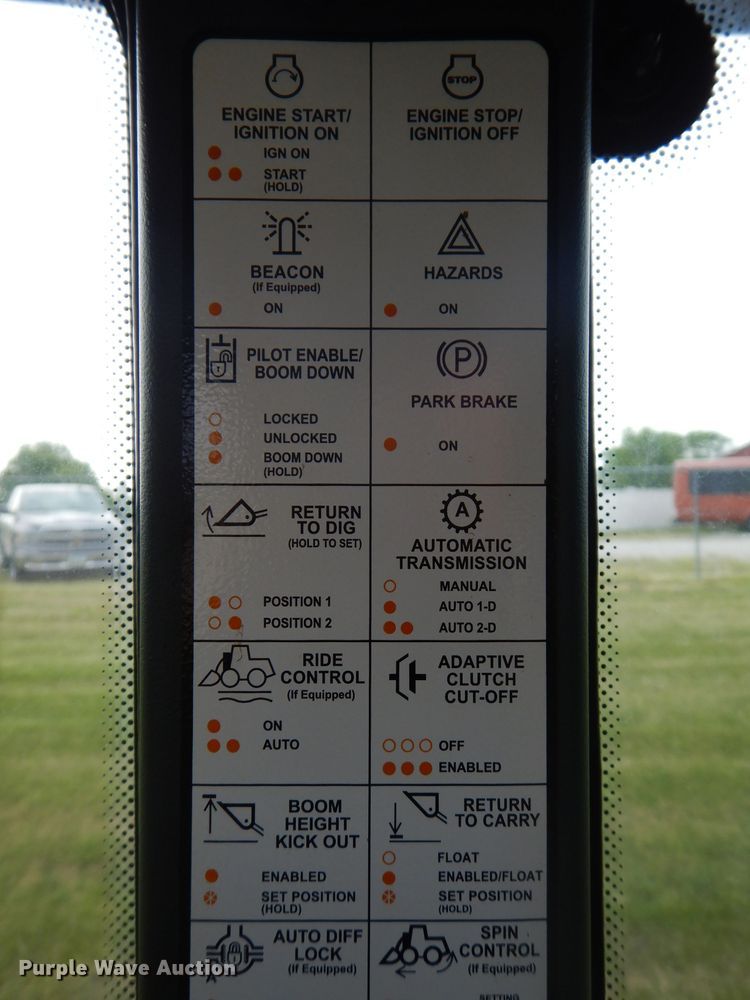 ENGINE START/
IGNITION ON
IGN ON
START
(HOLD)
STOP
ENGINE STOP/
IGNITION OFF
BEACON
(If Equipped)
ON
HAZARDS
ON
PILOT ENABLE/
BOOM DOWN
LOCKED
UNLOCKED
BOOM DOWN
(HOLD)
P
PARK BRAKE
ON
RETURN
TO DIG
(HOLD TO SET)
POSITION 1
POSITION 2
A
AUTOMATIC
TRANSMISSION
MANUAL
AUTO 1-D
AUTO 2-D
RIDE
CONTROL
(If Equipped)
ON
AUTO
ADAPTIVE
CLUTCH
CUT-OFF
OFF
ENABLED
BOOM
HEIGHT
KICK OUT
ENABLED
SET POSITION
(HOLD)
RETURN
TO CARRY
FLOAT
ENABLED/FLOAT
SET POSITION
(HOLD)
AUTO DIFF
LOCK
(If Equipped)
SPIN
CONTROL
(If Equipped)
SETTING
Purple Wave Auction